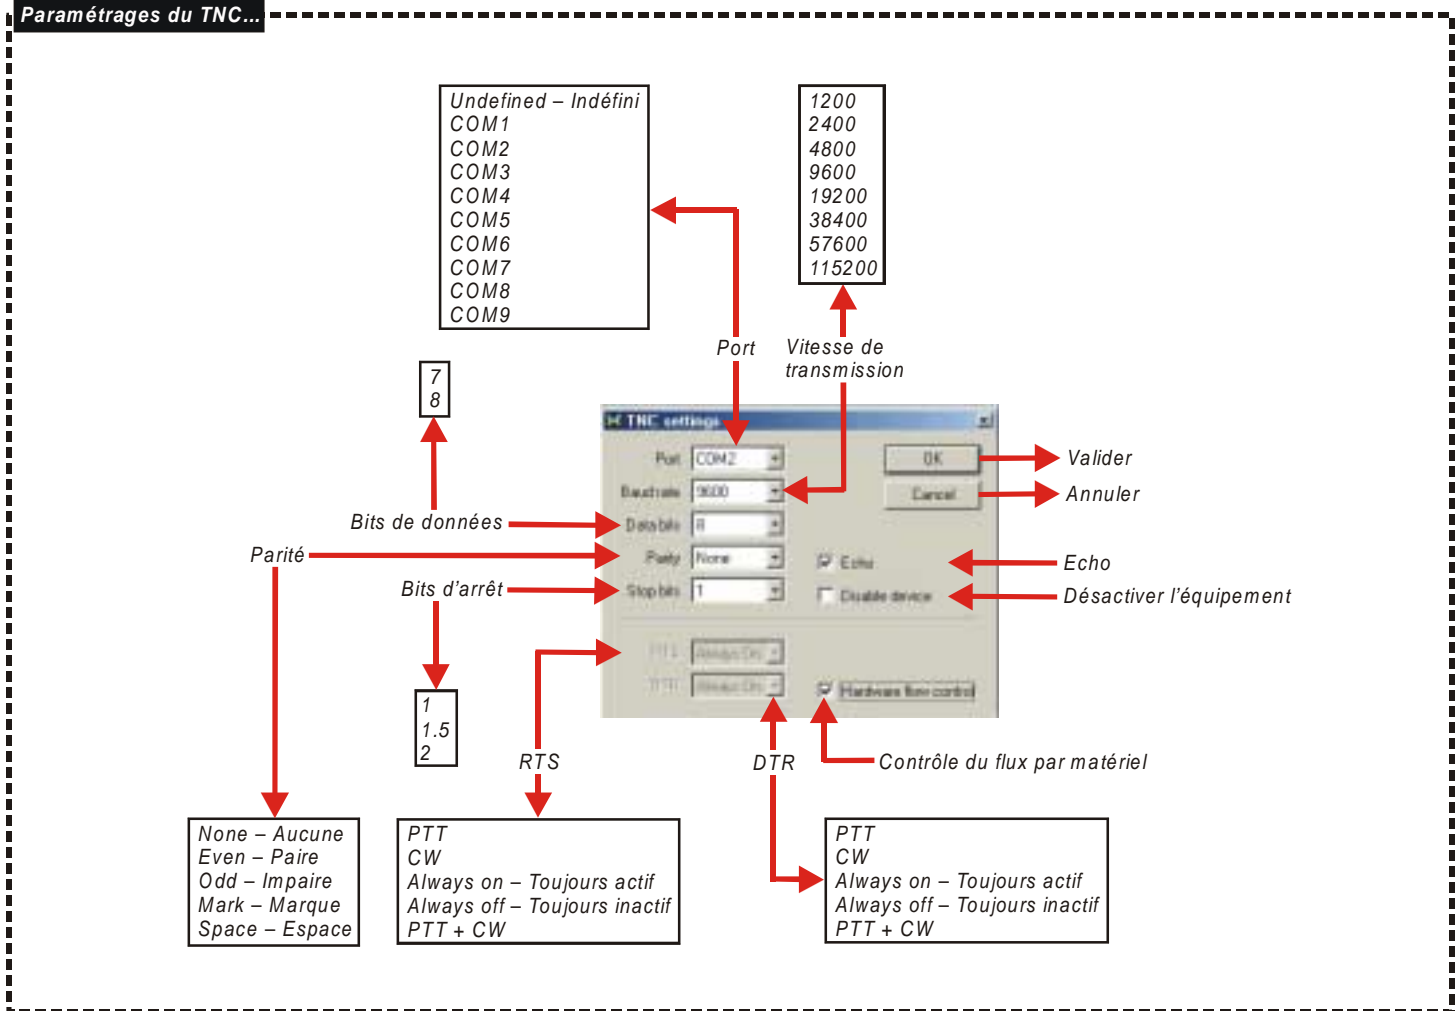 Paramétrages du TNC...
Undefined – Indéfini
COM1
COM2
COM3
COM4
COM5
COM6
COM7
COM8
COM9
1200
2400
4800
9600
19200
38400
57600
115200
Port
Vitesse de
transmission
7
8
TNC settings
Port COM2
OK
Valider
Baudrate 9600
Cancel
Annuler
Bits de données
Data bits 8
Parité
Parity None
Echo
Echo
Bits d'arrêt
Stop bits 1
Disable device
Désactiver l'équipement
RTS Always On
DTR Always On
Hardware flow control
1
1.5
2
RTS
DTR
Contrôle du flux par matériel
None – Aucune
Even – Paire
Odd – Impaire
Mark – Marque
Space – Espace
PTT
CW
Always on – Toujours actif
Always off – Toujours inactif
PTT + CW
PTT
CW
Always on – Toujours actif
Always off – Toujours inactif
PTT + CW